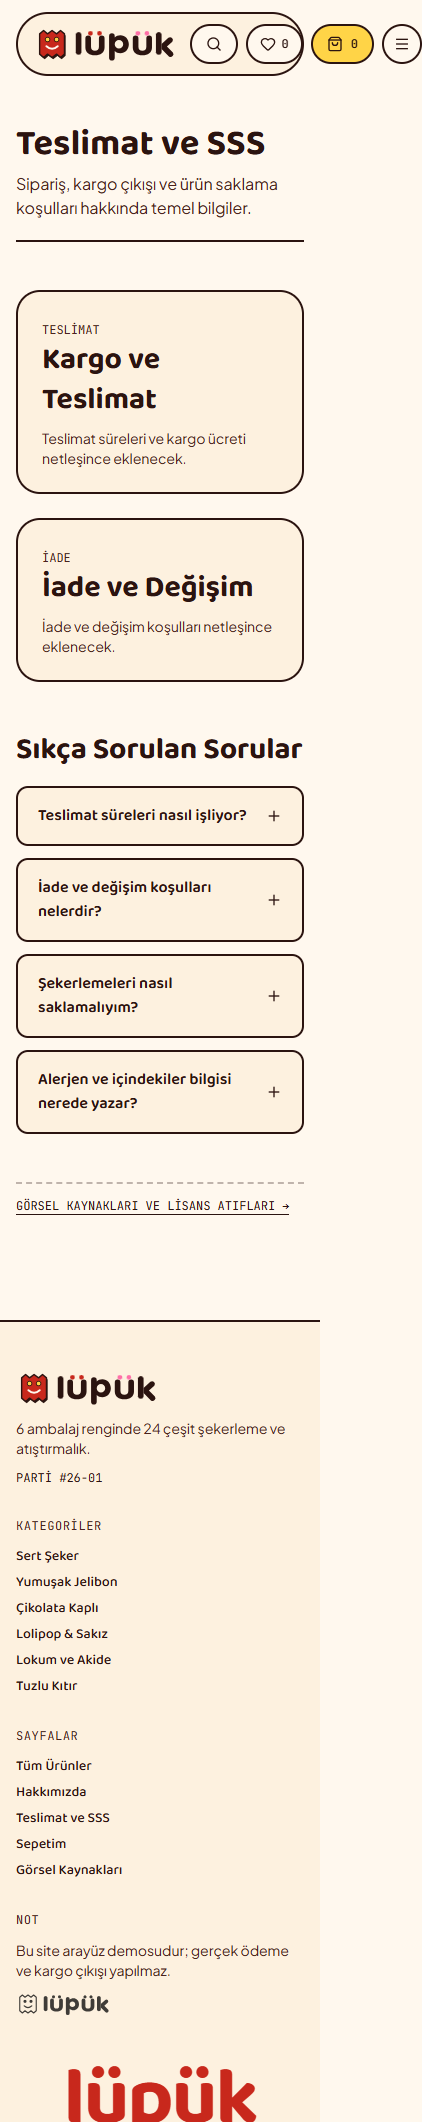 lüpük
0
0
Teslimat ve SSS
Sipariş, kargo çıkışı ve ürün saklama
koşulları hakkında temel bilgiler.
TESLİMAT
Kargo ve
Teslimat
Teslimat süreleri ve kargo ücreti
netleşince eklenecek.
İADE
İade ve Değişim
İade ve değişim koşulları netleşince
eklenecek.
Sıkça Sorulan Sorular
Teslimat süreleri nasıl işliyor?
İade ve değişim koşulları
nelerdir?
Şekerlemeleri nasıl
saklamalıyım?
Alerjen ve içindekiler bilgisi
nerede yazar?
GÖRSEL KAYNAKLARI VE LİSANS ATIFLARI →
lüpük
6 ambalaj renginde 24 çeşit şekerleme ve
atıştırmalık.
PARTİ #26-01
KATEGORİLER
Sert Şeker
Yumuşak Jelibon
Çikolata Kaplı
Lolipop & Sakız
Lokum ve Akide
Tuzlu Kıtır
SAYFALAR
Tüm Ürünler
Hakkımızda
Teslimat ve SSS
Sepetim
Görsel Kaynakları
NOT
Bu site arayüz demosudur; gerçek ödeme
ve kargo çıkışı yapılmaz.
lüpük
lüpük